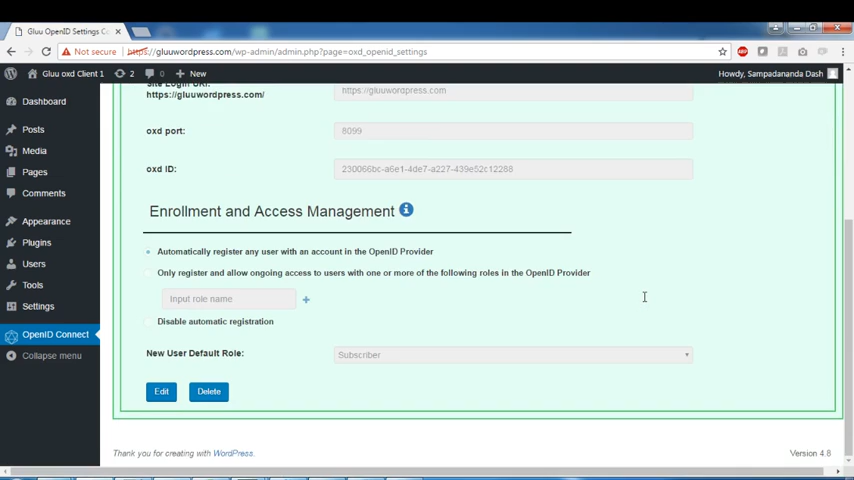 Gluu OpenID Settings Co
Not secure https://gluuwordpress.com/wp-admin/admin.php?page=oxd_openid_settings
Gluu oxd Client 1 2 0 New Howdy, Sampadananda Dash
Dashboard
Posts
Media
Pages
Comments
Appearance
Plugins
Users
Tools
Settings
OpenID Connect
Collapse menu
Site Login URI:
https://gluuwordpress.com/
https://gluuwordpress.com
oxd port: 8099
oxd ID: 230066bc-a6e1-4de7-a227-439e52c12288
Enrollment and Access Management
Automatically register any user with an account in the OpenID Provider
Only register and allow ongoing access to users with one or more of the following roles in the OpenID Provider
Input role name
Disable automatic registration
New User Default Role: Subscriber
Edit Delete
Thank you for creating with WordPress. Version 4.8